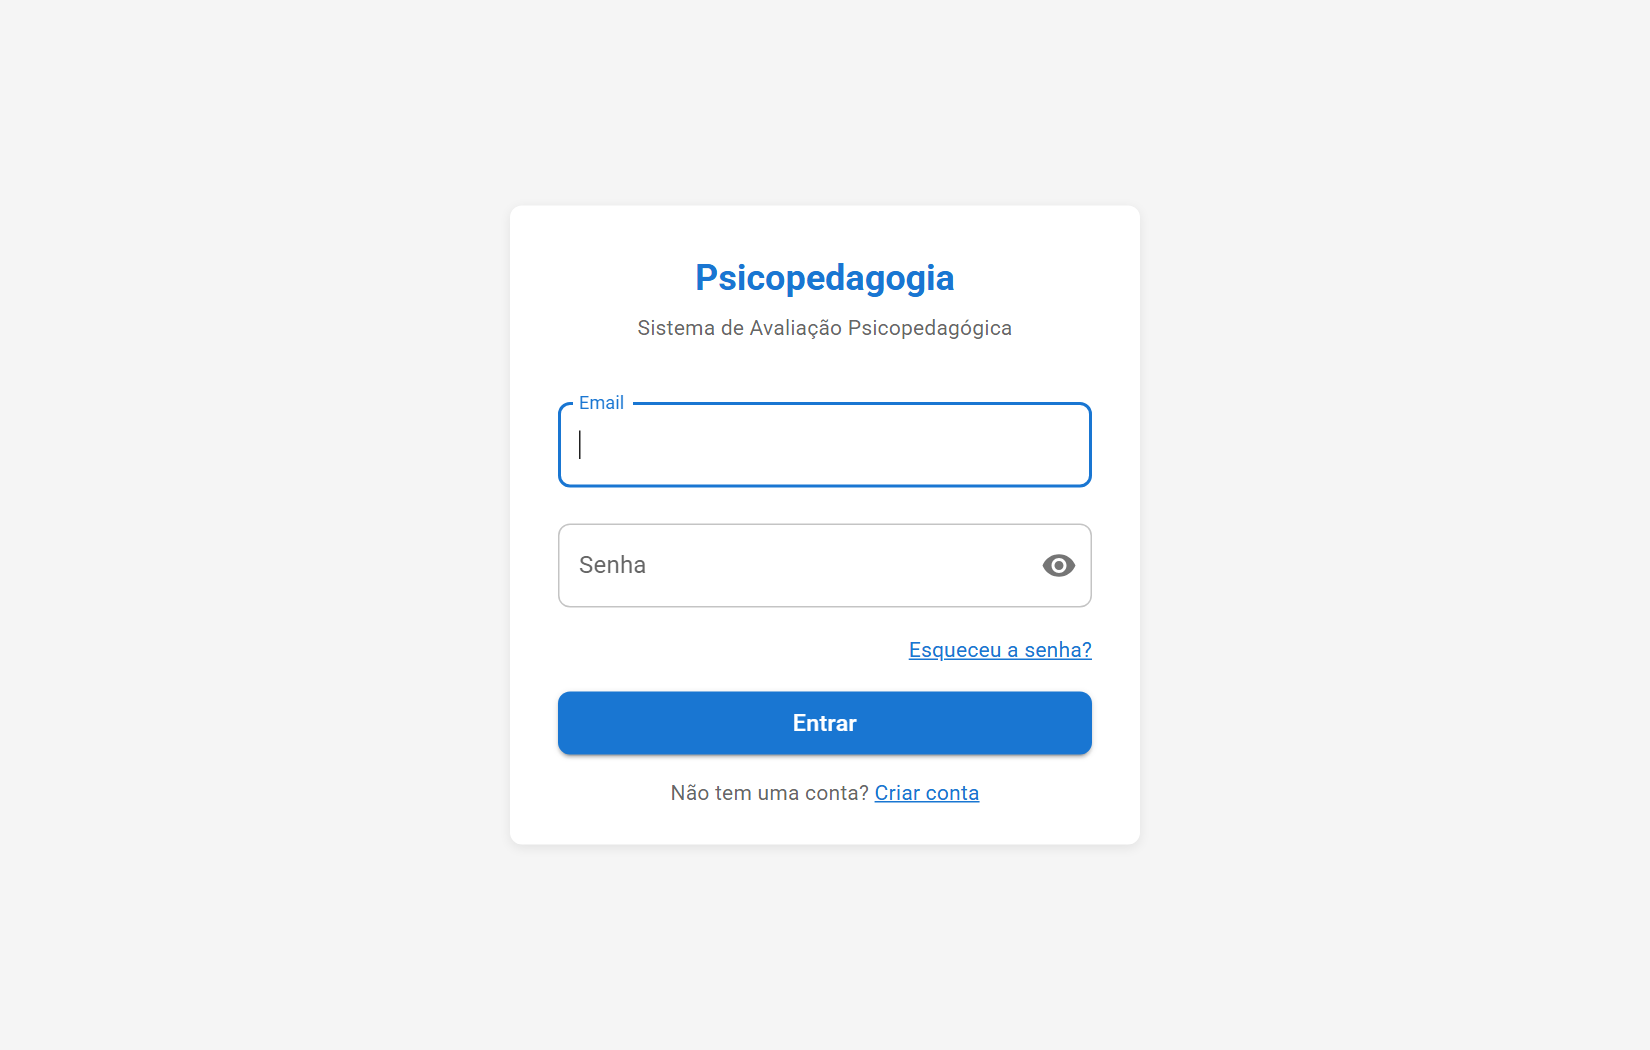 Psicopedagogia
Sistema de Avaliação Psicopedagógica
Email
Senha
Esqueceu a senha?
Entrar
Não tem uma conta? Criar conta